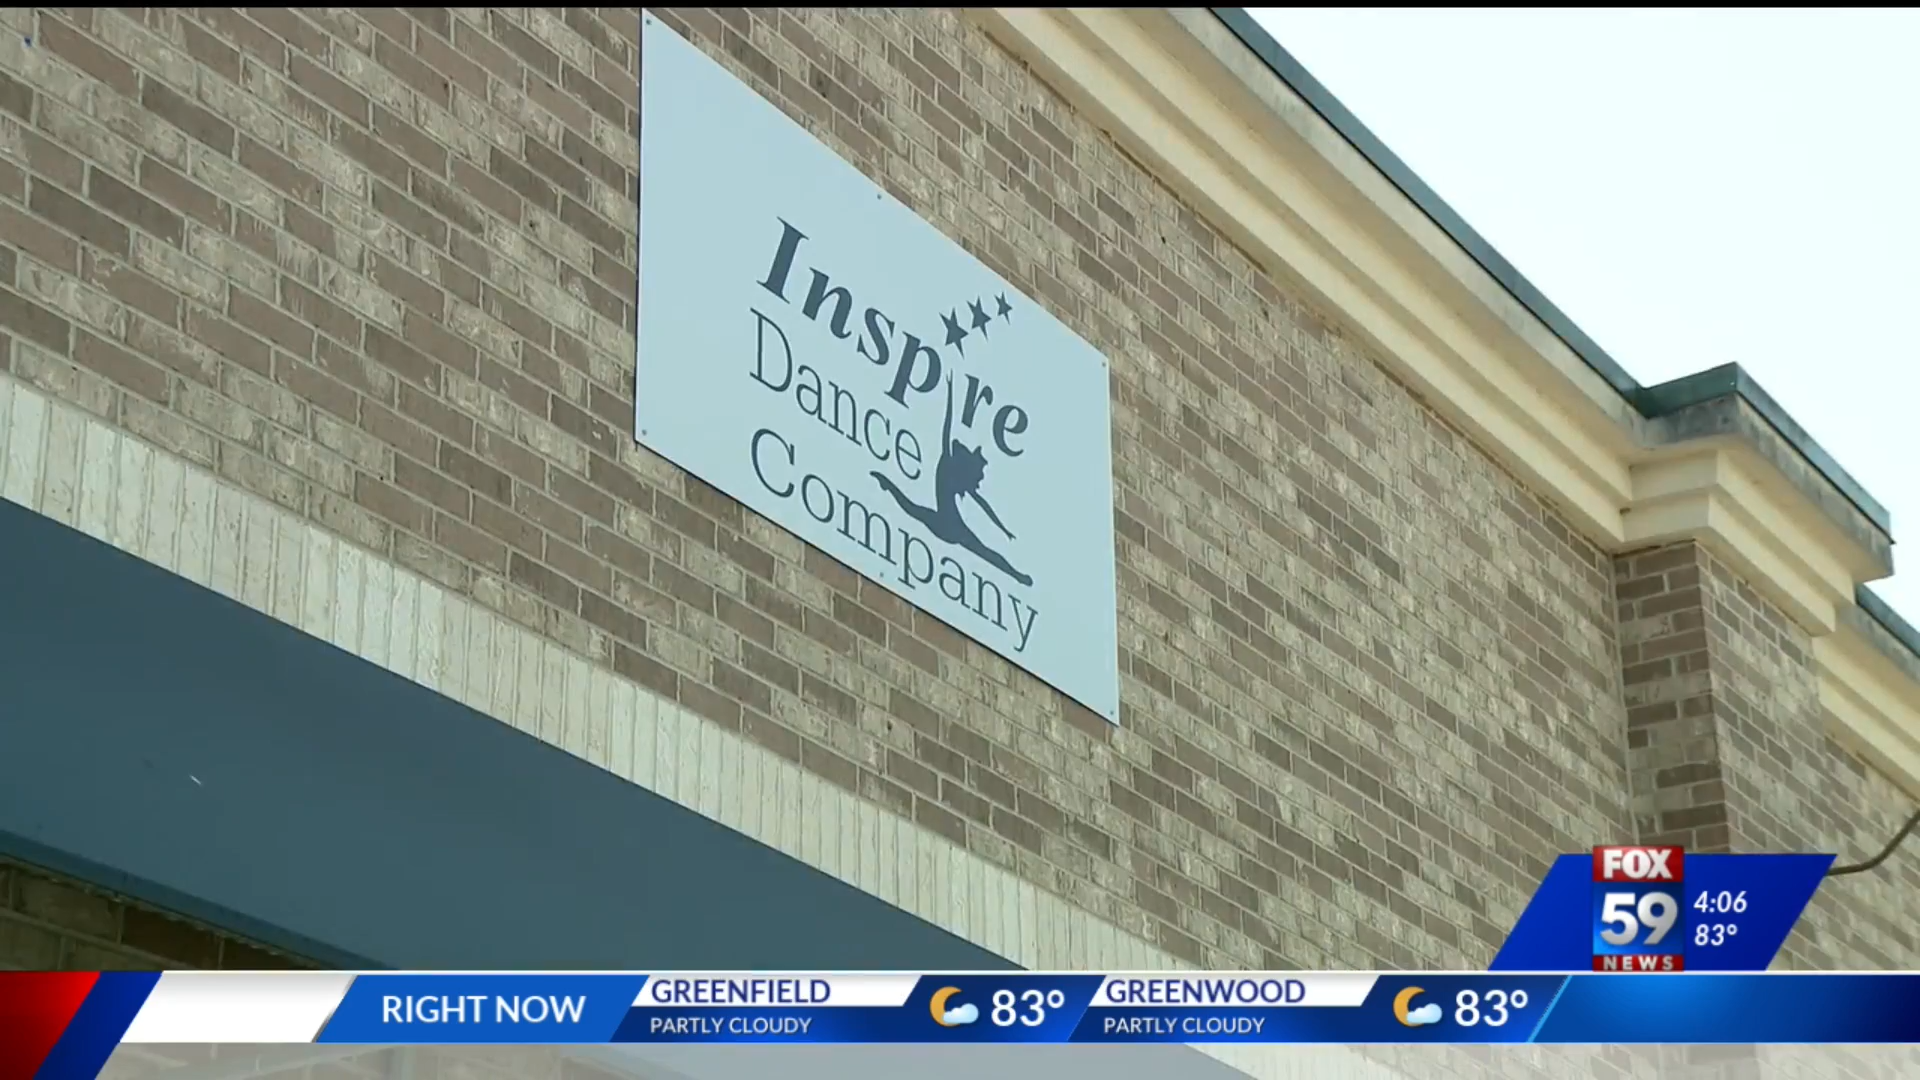 Inspire
Dance
Company
FOX
59
NEWS
4:06
83°
RIGHT NOW
GREENFIELD
PARTLY CLOUDY
83°
GREENWOOD
PARTLY CLOUDY
83°